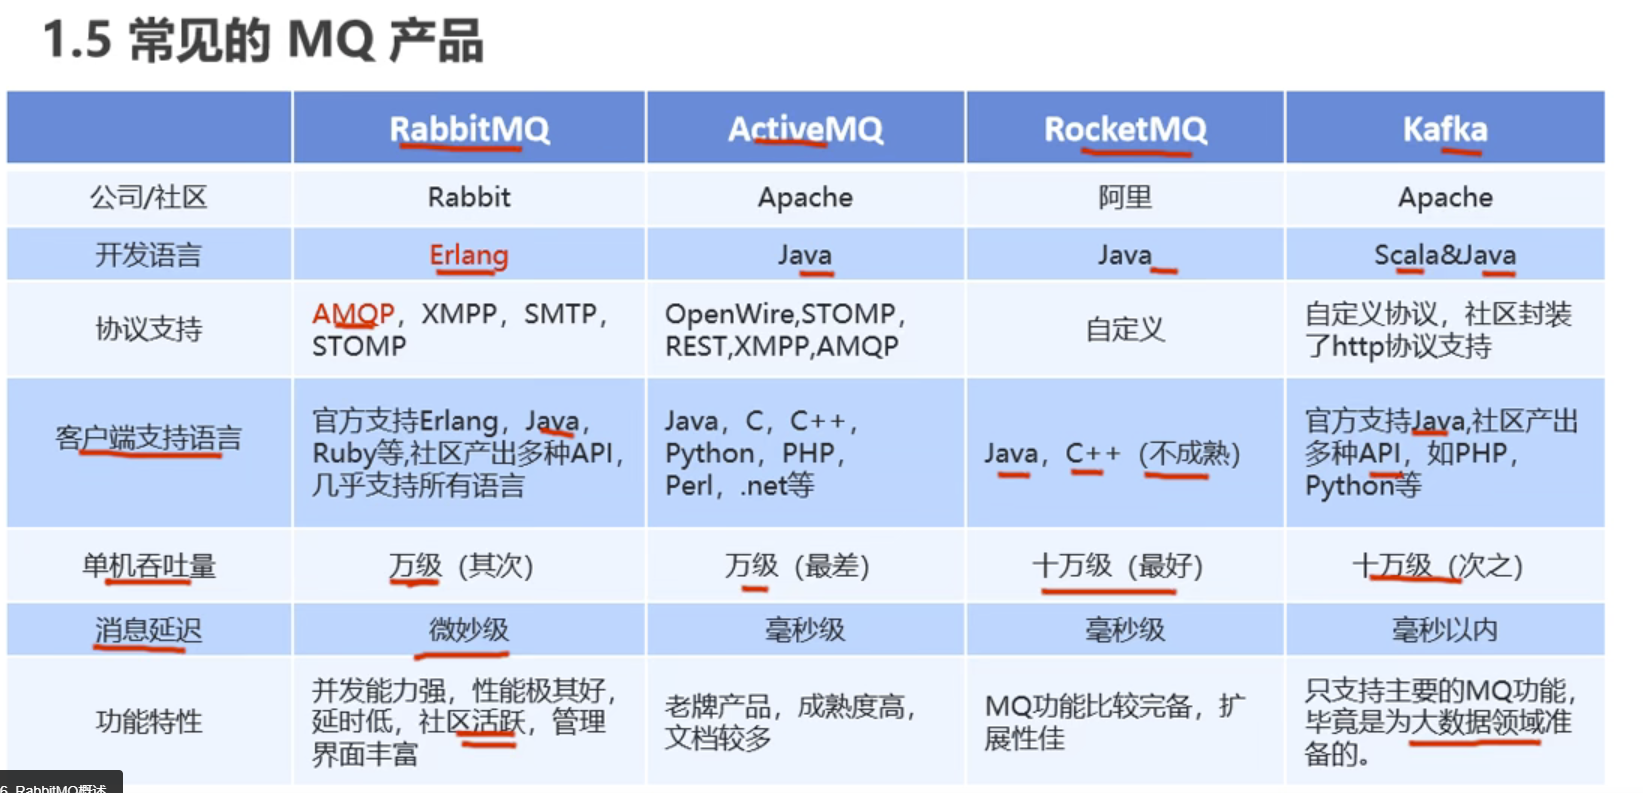 1.5 常见的 MQ 产品
RabbitMQ ActiveMQ RocketMQ Kafka
公司/社区 Rabbit Apache 阿里 Apache
开发语言 Erlang Java Java Scala&Java
协议支持
AMQP，XMPP，SMTP，
STOMP
OpenWire,STOMP，
REST,XMPP,AMQP
自定义
自定义协议，社区封装
了http协议支持
客户端支持语言
官方支持Erlang，Java，
Ruby等,社区产出多种API，
几乎支持所有语言
Java，C，C++，
Python，PHP，
Perl，.net等
Java，C++（不成熟）
官方支持Java,社区产出
多种API，如PHP，
Python等
单机吞吐量 万级（其次） 万级（最差） 十万级（最好） 十万级（次之）
消息延迟 微妙级 毫秒级 毫秒级 毫秒以内
功能特性
并发能力强，性能极其好，
延时低，社区活跃，管理
界面丰富
老牌产品，成熟度高，
文档较多
MQ功能比较完备，扩
展性佳
只支持主要的MQ功能，
毕竟是为大数据领域准
备的。
6_RabbitMQ概述